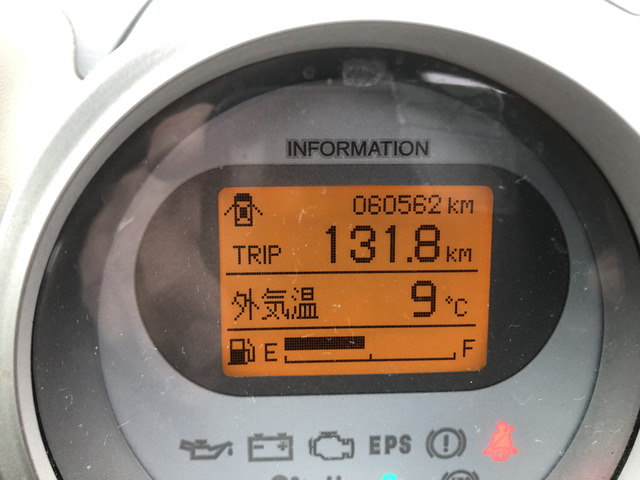 INFORMATION
060562 km
TRIP 131.8 km
外気温 9 °C
E F
EPS